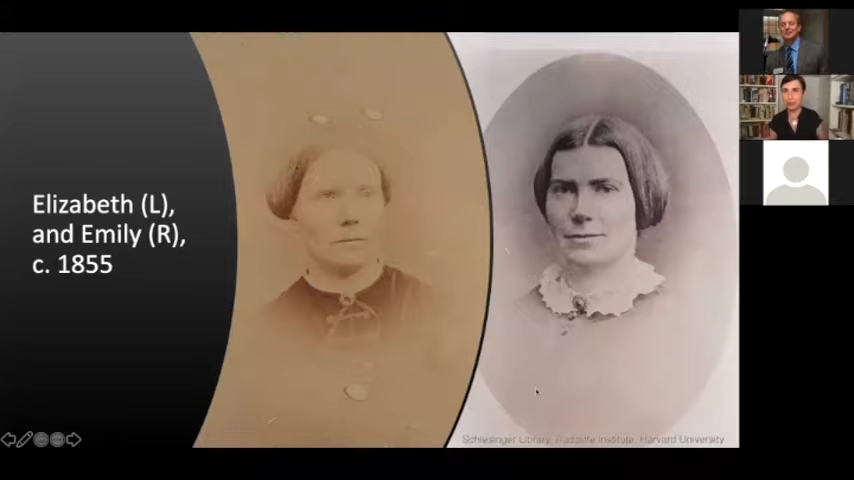 Elizabeth (L),
and Emily (R),
c. 1855
Schlesinger Library, Radcliffe Institute, Harvard University